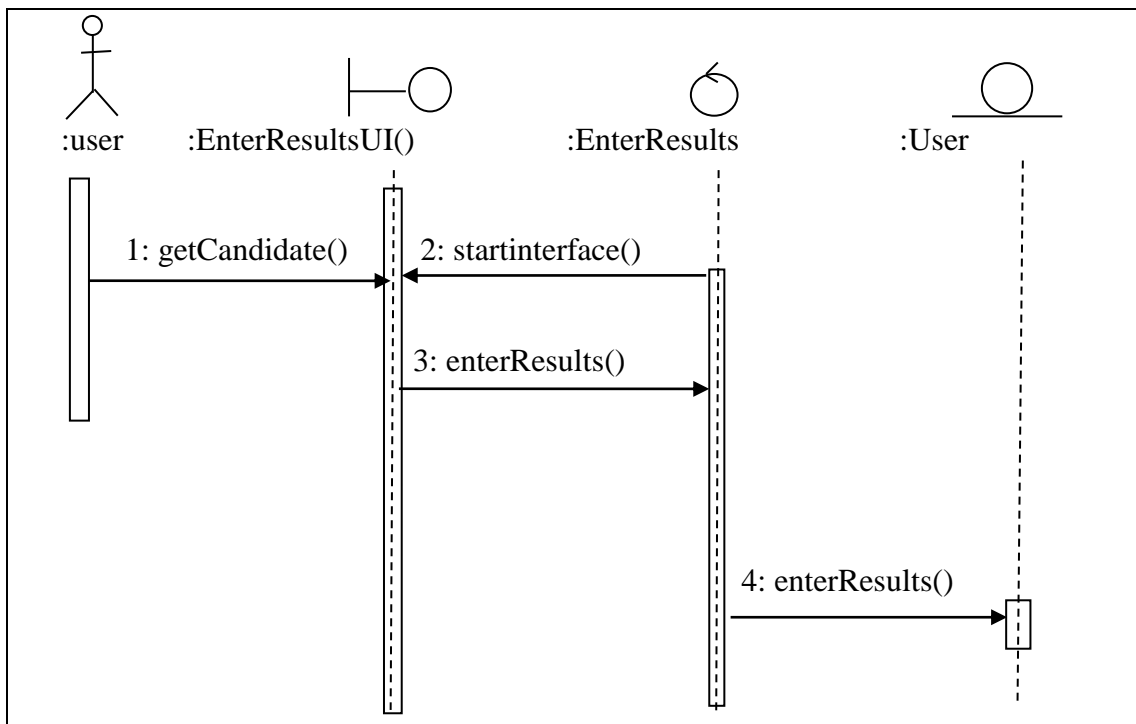 :user
:EnterResultsUI()
:EnterResults
:User
1: getCandidate()
2: startinterface()
3: enterResults()
4: enterResults()